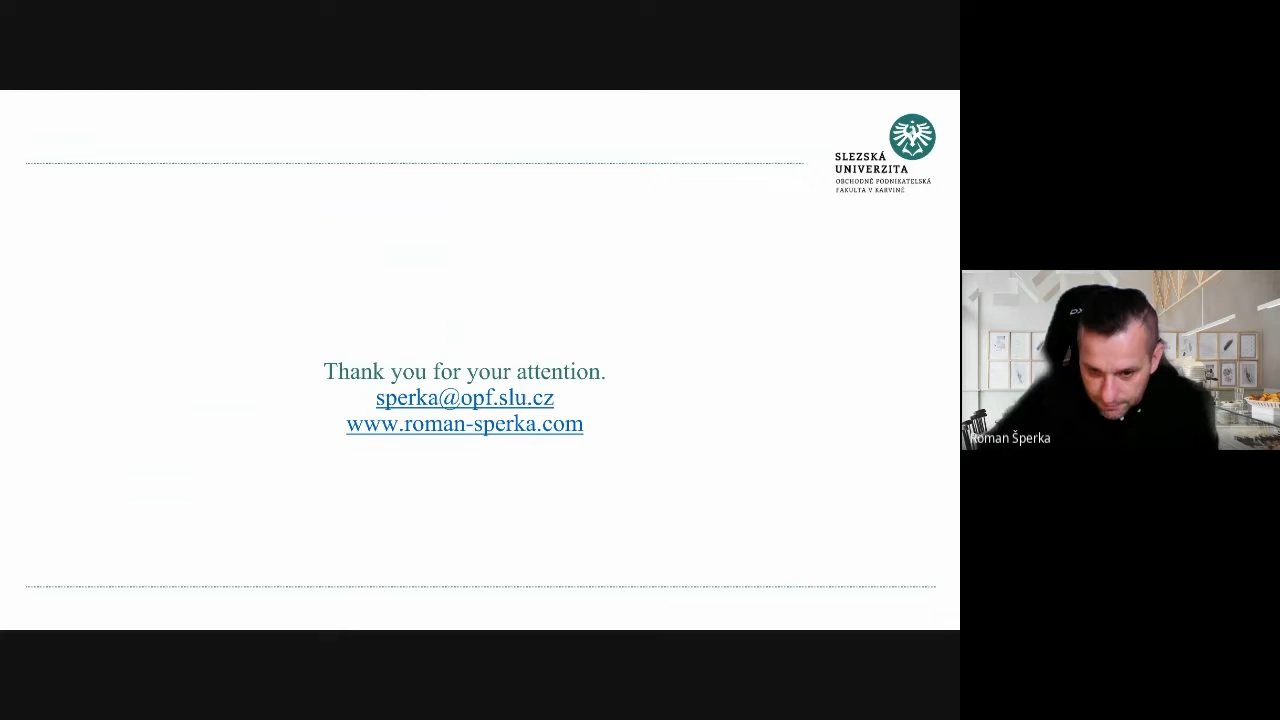 SLEZSKÁ
UNIVERZITA
OBCHODNĚ PODNIKATELSKÁ
FAKULTA V KARVINÉ
Thank you for your attention.
sperka@opf.slu.cz
www.roman-sperka.com
Roman Šperka